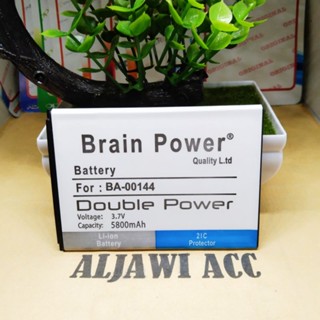 Brain Power®
Quality L.td
Battery
For : BA-00144
Double Power
Voltage: 3.7V
Capacity: 5800mAh
Li-Ion
Battery
2IC
Protector
ALJAWI ACC